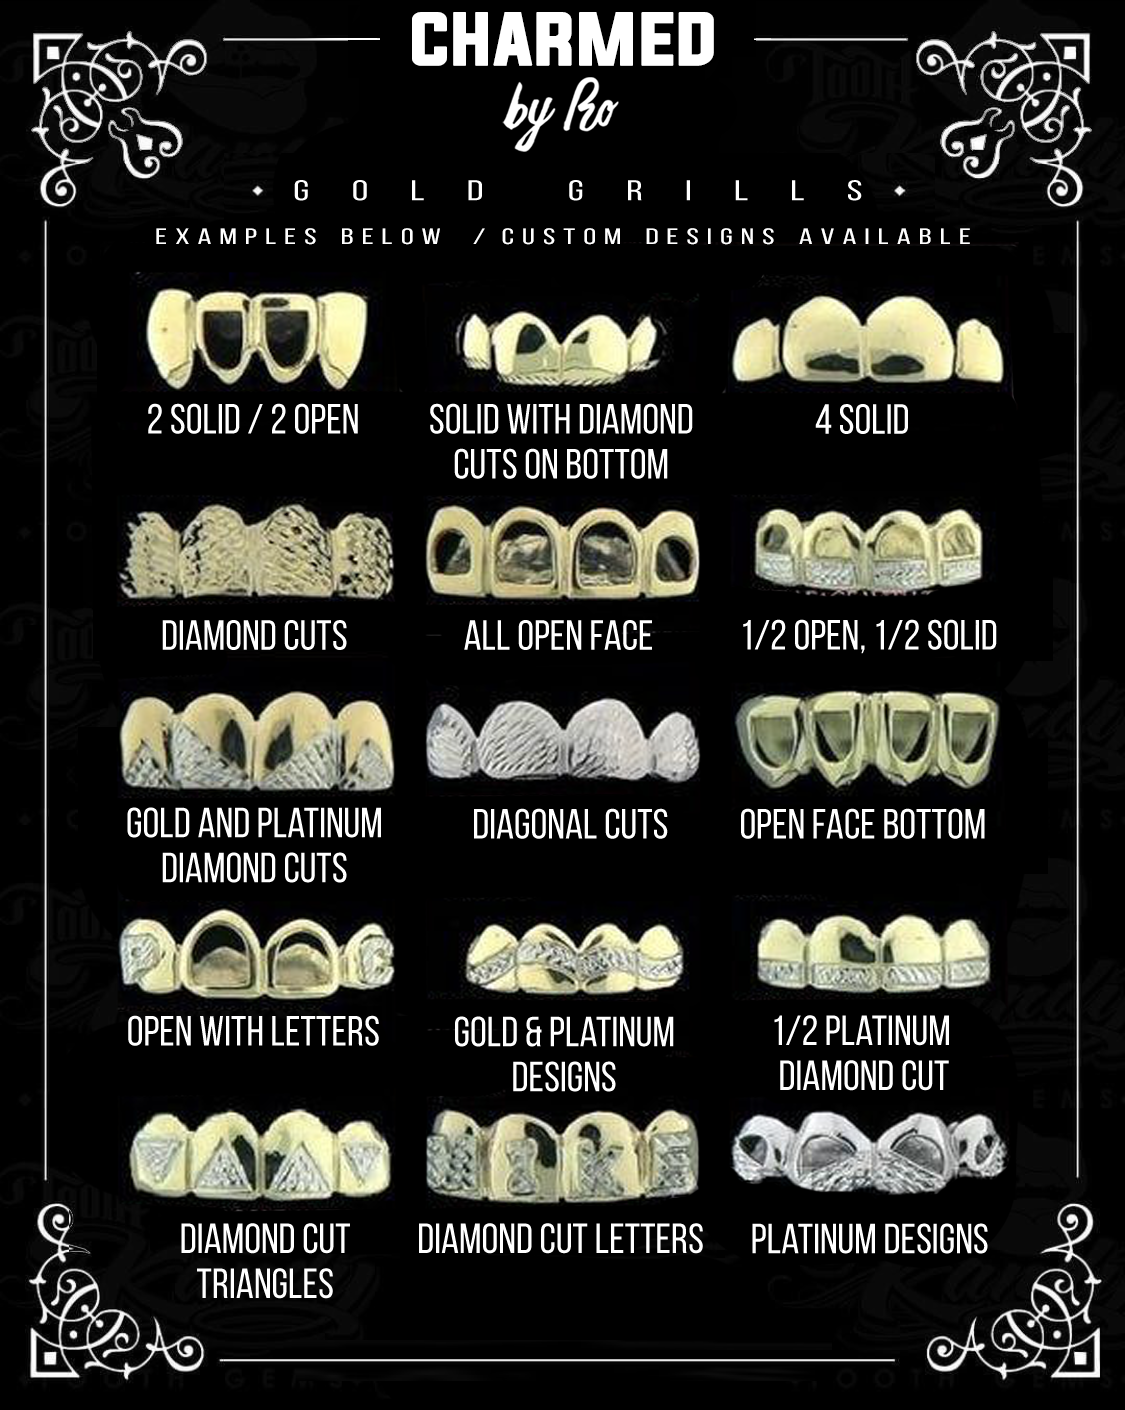 CHARMED
by Ro
GOLD GRILLS
EXAMPLES BELOW / CUSTOM DESIGNS AVAILABLE
2 SOLID / 2 OPEN
SOLID WITH DIAMOND
CUTS ON BOTTOM
4 SOLID
DIAMOND CUTS
ALL OPEN FACE
1/2 OPEN, 1/2 SOLID
GOLD AND PLATINUM
DIAMOND CUTS
DIAGONAL CUTS
OPEN FACE BOTTOM
P
C
OPEN WITH LETTERS
GOLD & PLATINUM
DESIGNS
1/2 PLATINUM
DIAMOND CUT
DIAMOND CUT
TRIANGLES
DIAMOND CUT LETTERS
PLATINUM DESIGNS
TOOTH GEMS